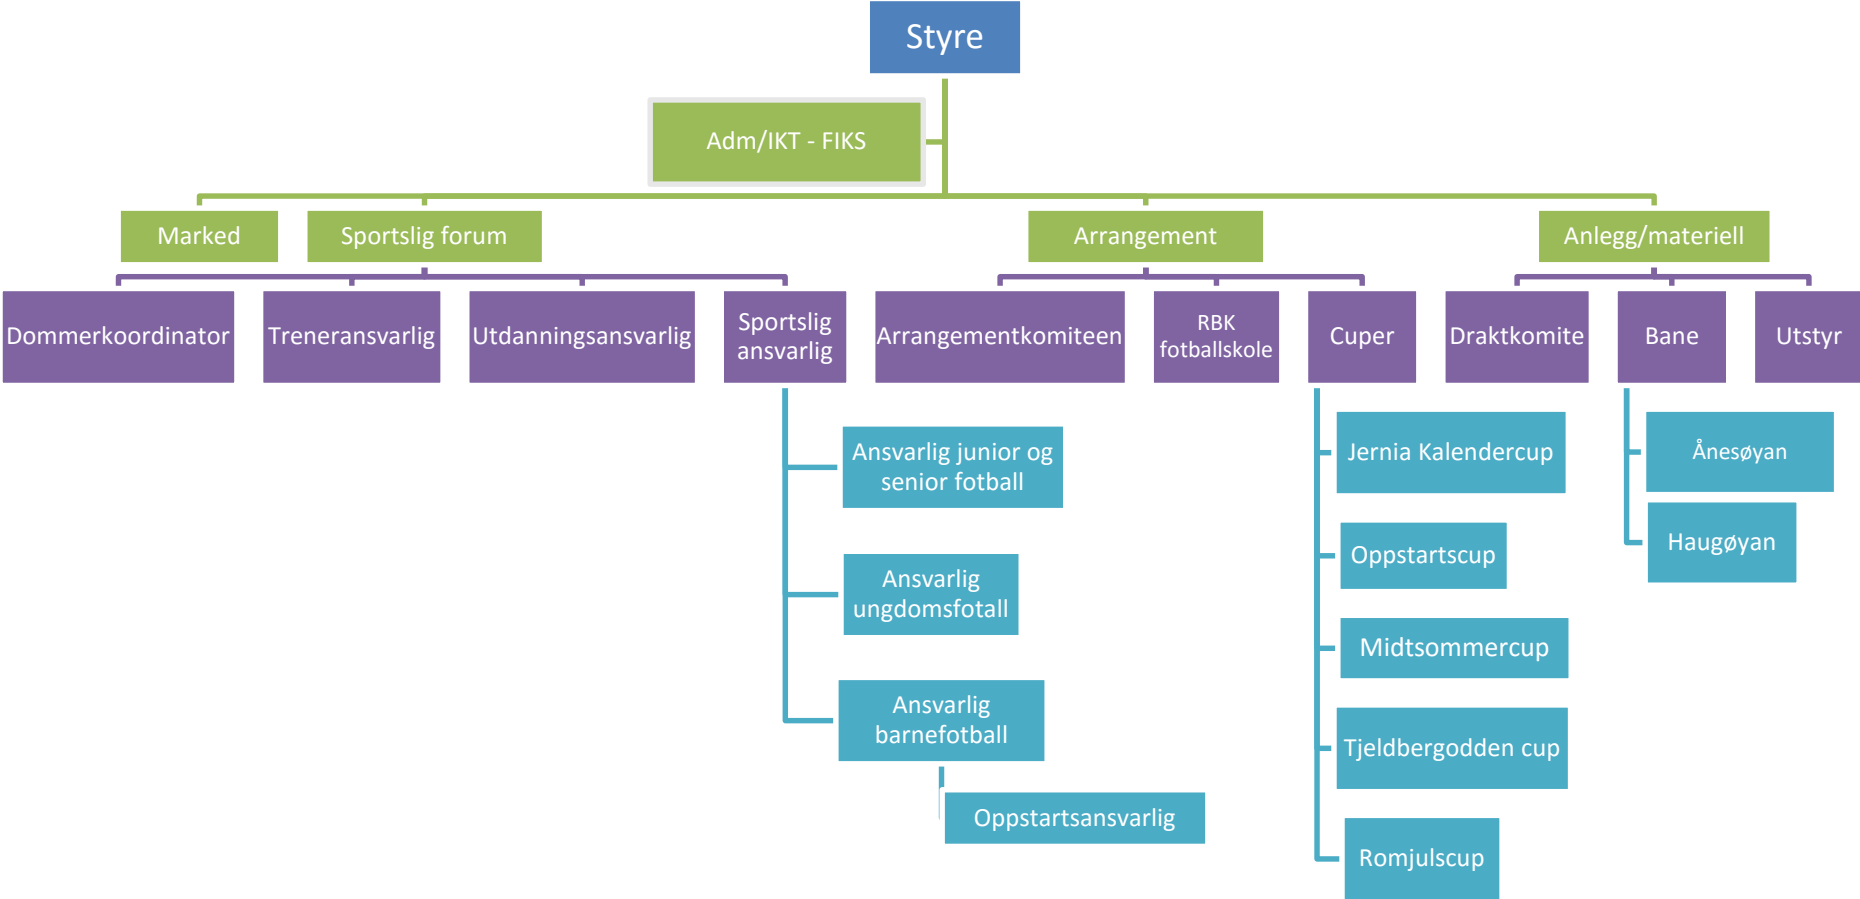 Styre
Adm/IKT - FIKS
Marked
Sportslig forum
Arrangement
Anlegg/materiell
Dommerkoordinator
Treneransvarlig
Utdanningsansvarlig
Sportslig
ansvarlig
Arrangementkomiteen
RBK
fotballskole
Cuper
Draktkomite
Bane
Utstyr
Ansvarlig junior og
senior fotball
Ansvarlig
ungdomsfotall
Ansvarlig
barnefotball
Oppstartsansvarlig
Jernia Kalendercup
Oppstartscup
Midtsommercup
Tjeldbergodden cup
Romjulscup
Ånesøyan
Haugøyan